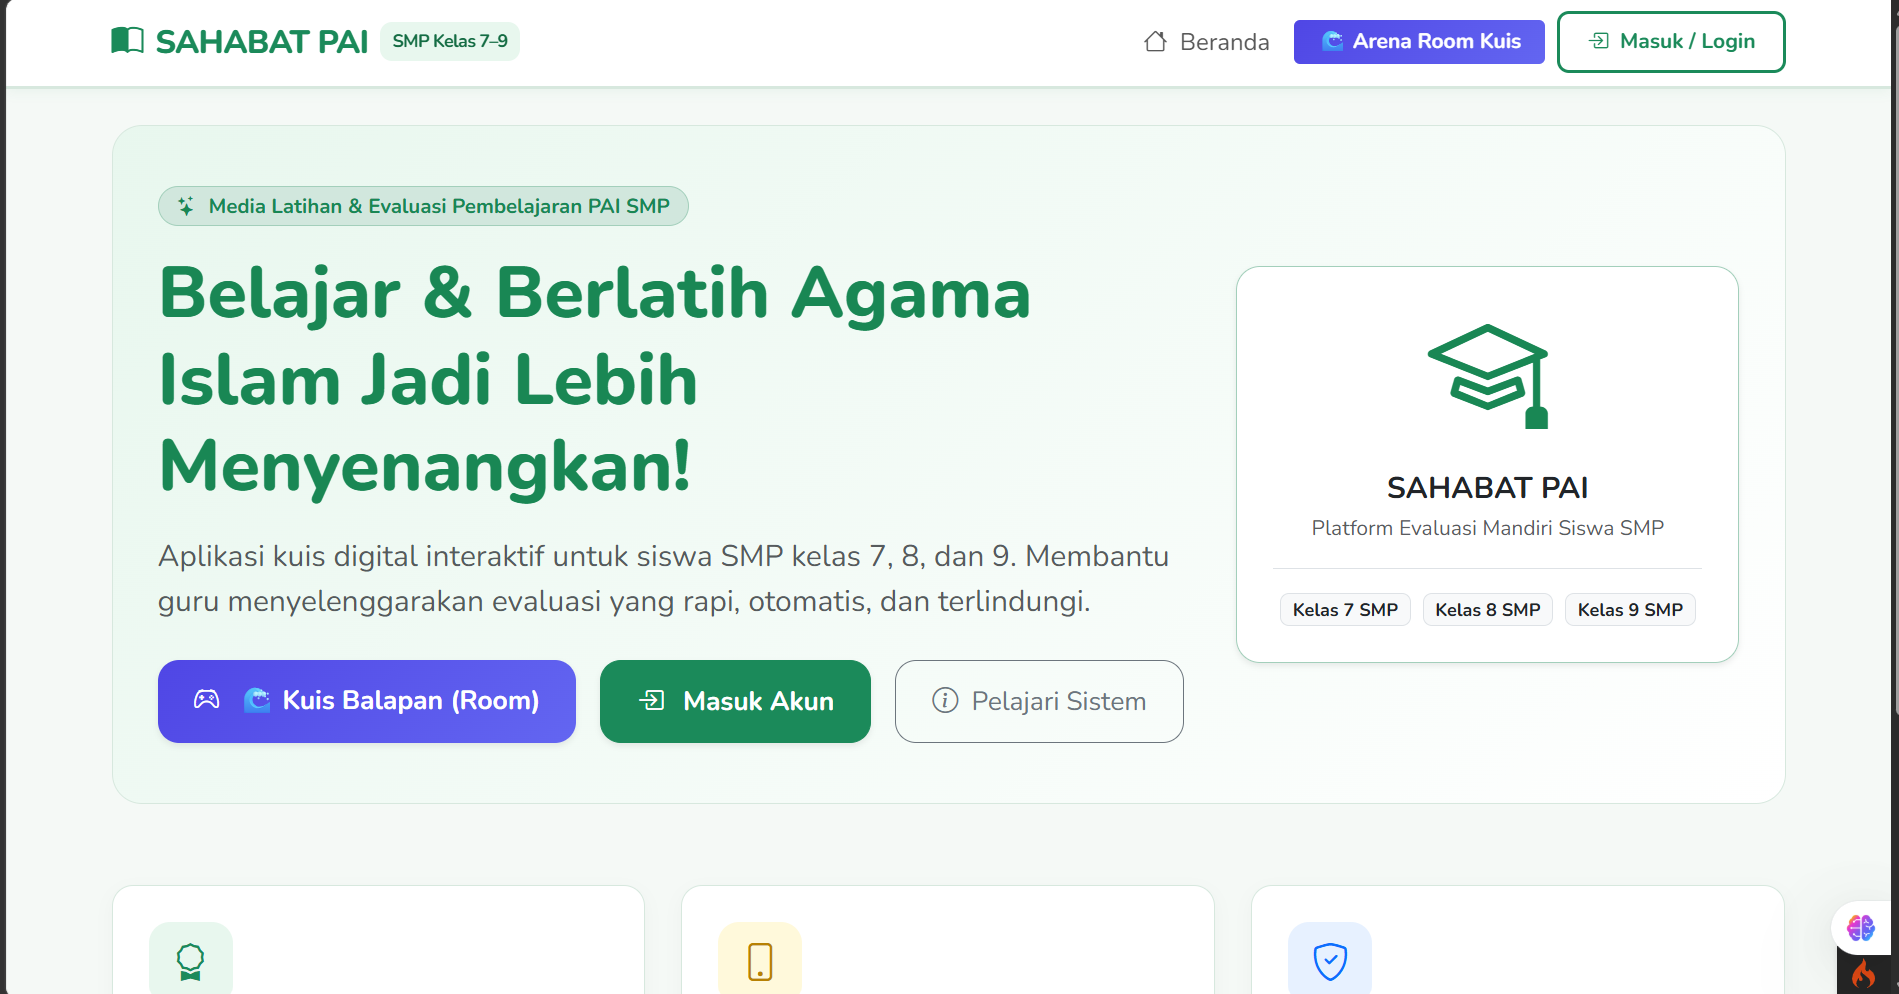 SAHABAT PAI
SMP Kelas 7–9
Beranda
Arena Room Kuis
Masuk / Login
Media Latihan & Evaluasi Pembelajaran PAI SMP
Belajar & Berlatih Agama
Islam Jadi Lebih
Menyenangkan!
Aplikasi kuis digital interaktif untuk siswa SMP kelas 7, 8, dan 9. Membantu
guru menyelenggarakan evaluasi yang rapi, otomatis, dan terlindungi.
Kuis Balapan (Room)
Masuk Akun
Pelajari Sistem
SAHABAT PAI
Platform Evaluasi Mandiri Siswa SMP
Kelas 7 SMP
Kelas 8 SMP
Kelas 9 SMP